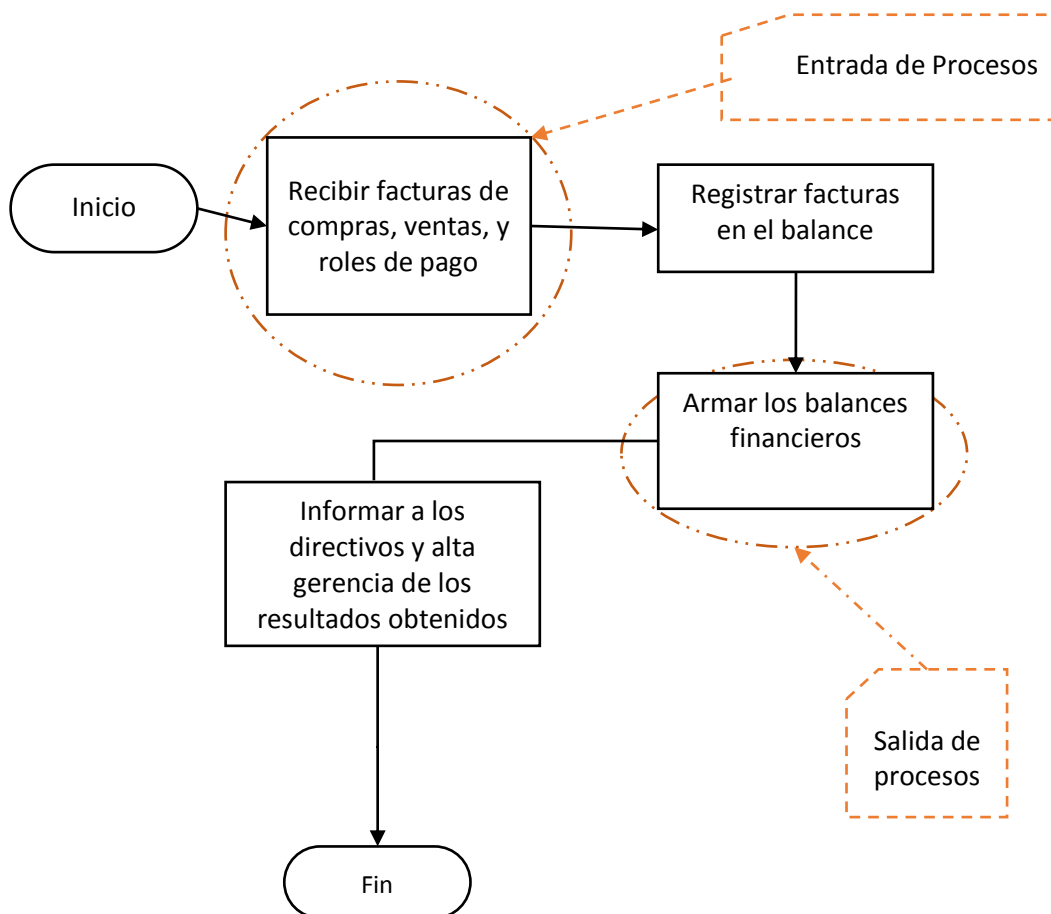 Entrada de Procesos
Inicio
Recibir facturas de
compras, ventas, y
roles de pago
Registrar facturas
en el balance
Armar los balances
financieros
Informar a los
directivos y alta
gerencia de los
resultados obtenidos
Salida de
procesos
Fin